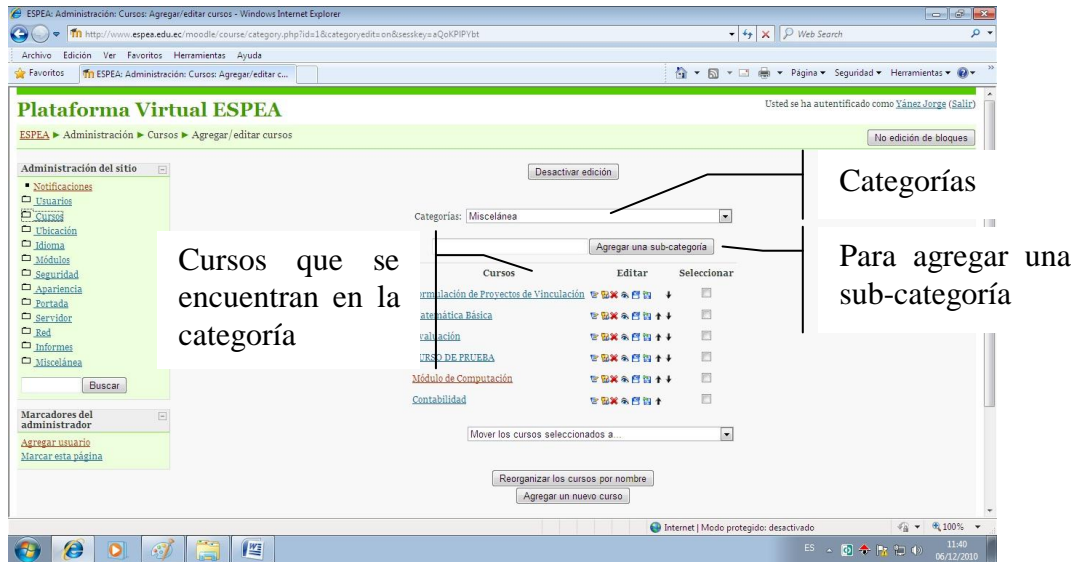 ESPEA: Administración: Cursos: Agregar/editar cursos - Windows Internet Explorer
http://www.espea.edu.ec/moodle/course/category.php?id=1&categoryedit=on&sesskey=aQoKPIPYbt
Web Search
Archivo Edición Ver Favoritos Herramientas Ayuda
Favoritos ESPEA: Administración: Cursos: Agregar/editar c... Página Seguridad Herramientas
Plataforma Virtual ESPEA
Usted se ha autentificado como Yánez Jorge (Salir)
ESPEA ► Administración ► Cursos ► Agregar/editar cursos
No edición de bloques
Administración del sitio
Notificaciones
Usuarios
Cursos
Ubicación
Idioma
Módulos
Seguridad
Apariencia
Portada
Servidor
Red
Informes
Miscelánea
Buscar
Marcadores del
administrador
Agregar usuario
Marcar esta página
Desactivar edición
Categorías: Miscelánea
Agregar una sub-categoría
Cursos Editar Seleccionar
ormulación de Proyectos de Vinculación
atemática Básica
valuación
URSO DE PRUEBA
Módulo de Computación
Contabilidad
Mover los cursos seleccionados a...
Reorganizar los cursos por nombre
Agregar un nuevo curso
Cursos que se
encuentran en la
categoría
Categorías
Para agregar una
sub-categoría
Internet | Modo protegido: desactivado
100%
ES
11:40
06/12/2010